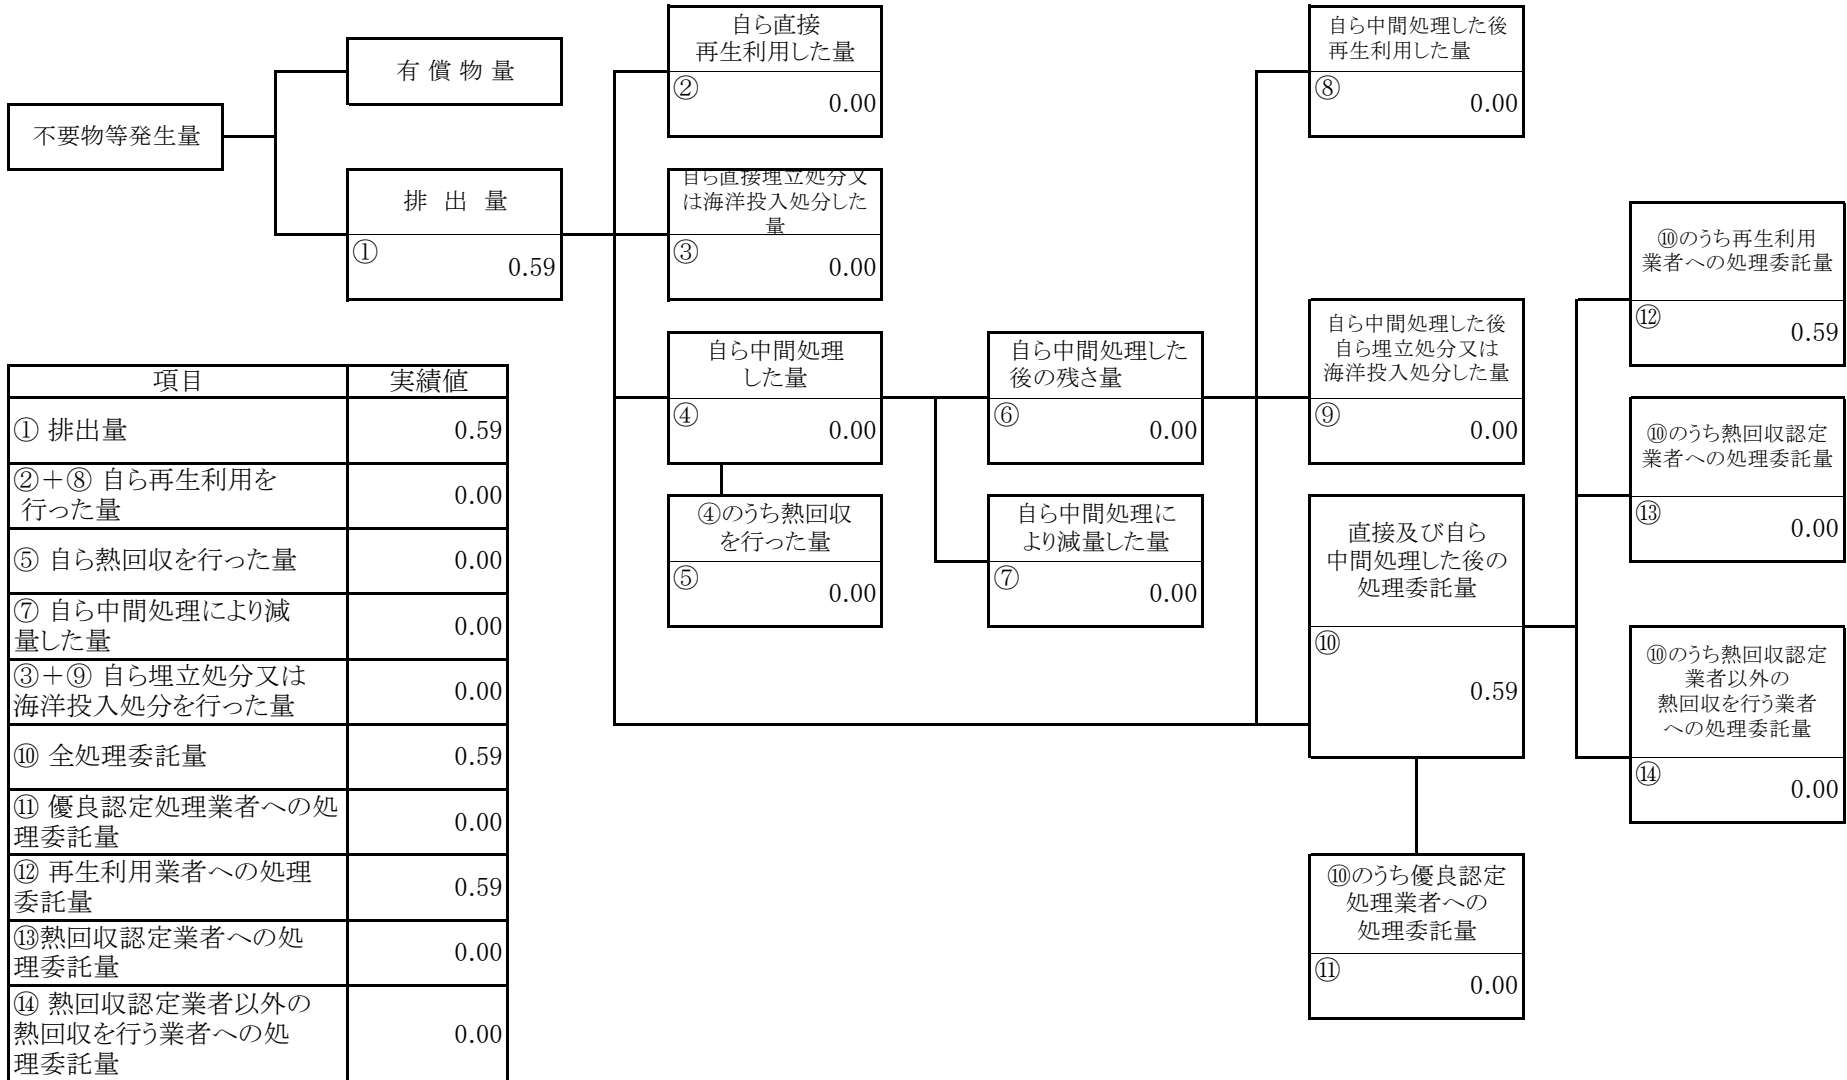 不要物等発生量
有 償 物 量
排 出 量
①
0.59
自ら直接
再生利用した量
②
0.00
自ら直接埋立処分又
は海洋投入処分した
量
③
0.00
自ら中間処理
した量
④
0.00
④のうち熱回収
を行った量
⑤
0.00
自ら中間処理した
後の残さ量
⑥
0.00
自ら中間処理に
より減量した量
⑦
0.00
自ら中間処理した後
再生利用した量
⑧
0.00
自ら中間処理した後
自ら埋立処分又は
海洋投入処分した量
⑨
0.00
直接及び自ら
中間処理した後の
処理委託量
⑩
0.59
⑩のうち優良認定
処理業者への
処理委託量
⑪
0.00
⑩のうち再生利用
業者への処理委託量
⑫
0.59
⑩のうち熱回収認定
業者への処理委託量
⑬
0.00
⑩のうち熱回収認定
業者以外の
熱回収を行う業者
への処理委託量
⑭
0.00
項目 実績値
① 排出量 0.59
②＋⑧ 自ら再生利用を
行った量 0.00
⑤ 自ら熱回収を行った量 0.00
⑦ 自ら中間処理により減
量した量 0.00
③＋⑨ 自ら埋立処分又は
海洋投入処分を行った量 0.00
⑩ 全処理委託量 0.59
⑪ 優良認定処理業者への処
理委託量 0.00
⑫ 再生利用業者への処理
委託量 0.59
⑬熱回収認定業者への処
理委託量 0.00
⑭ 熱回収認定業者以外の
熱回収を行う業者への処
理委託量 0.00